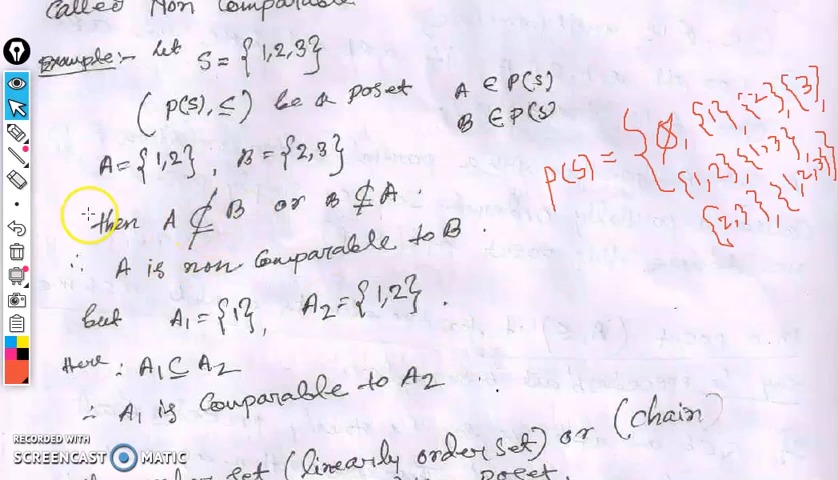 called Non Comparable
Example:- let S = {1,2,3}
(P(S), ⊆) be a poset A ∈ P(S)
B ∈ P(S)
A = {1,2}, B = {2,3}
then A ⊄ B or B ⊄ A.
∴ A is non comparable to B.
but A₁ = {1}, A₂ = {1,2}.
Here : A₁ ⊆ A₂
∴ A₁ is comparable to A₂
set (linearly order set) or (chain)
poset.
P(S) = {∅, {1}, {2}, {3},
{1,2}, {1,3},
{2,3}, {1,2,3}}
RECORDED WITH
SCREENCAST MATIC